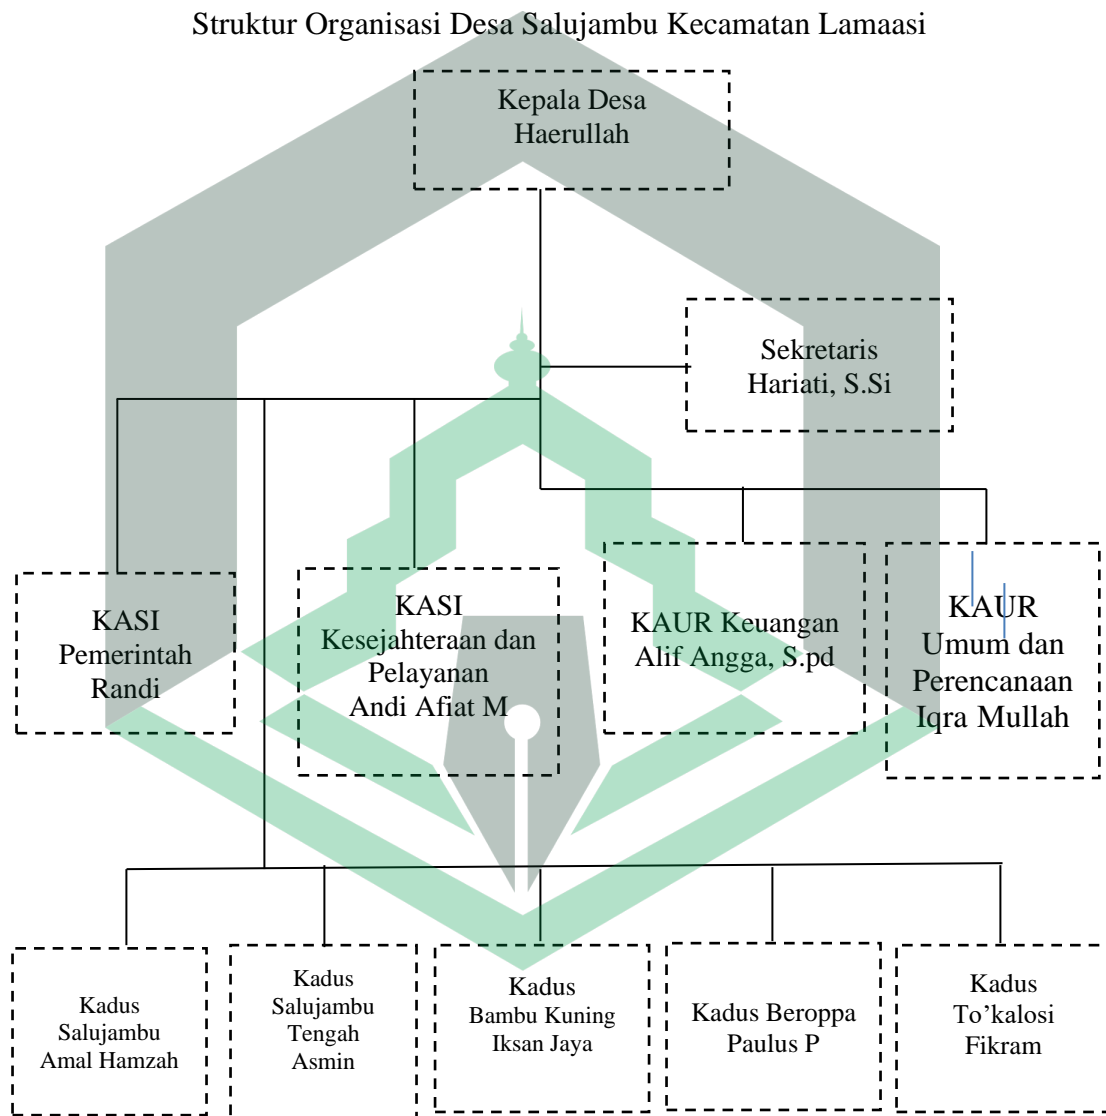 Struktur Organisasi Desa Salujambu Kecamatan Lamaasi
Kepala Desa
Haerullah
Sekretaris
Hariati, S.Si
KASI
Pemerintah
Randi
KASI
Kesejahteraan dan
Pelayanan
Andi Afiat M
KAUR Keuangan
Alif Angga, S.pd
KAUR
Umum dan
Perencanaan
Iqra Mullah
Kadus
Salujambu
Amal Hamzah
Kadus
Salujambu
Tengah
Asmin
Kadus
Bambu Kuning
Iksan Jaya
Kadus Beroppa
Paulus P
Kadus
To’kalosi
Fikram